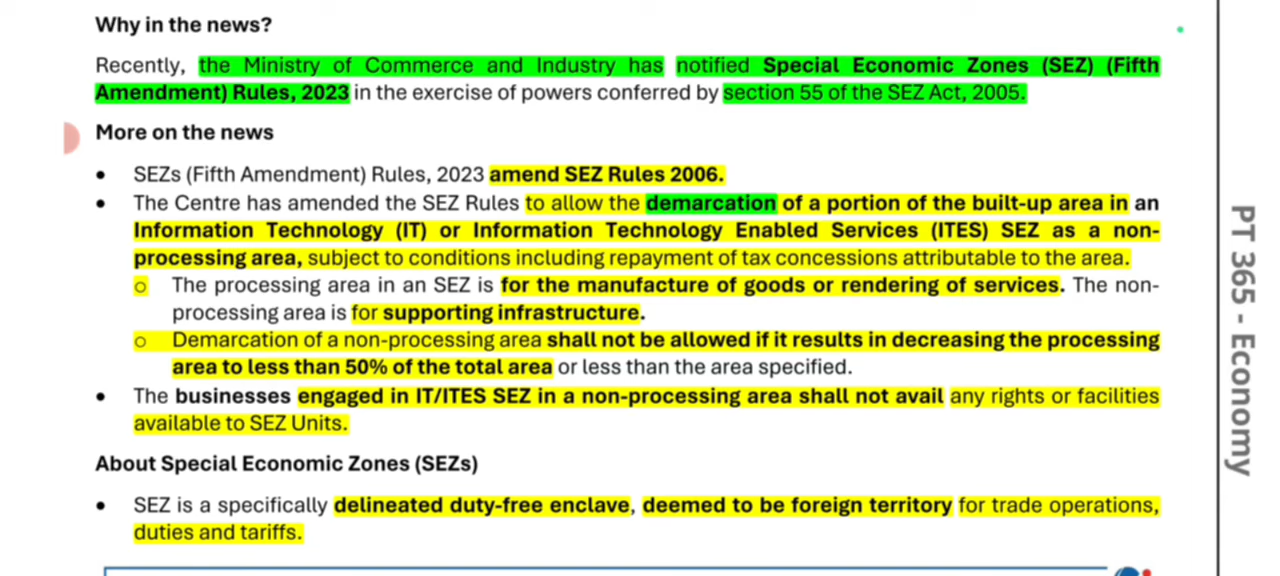 Why in the news?
Recently, the Ministry of Commerce and Industry has notified Special Economic Zones (SEZ) (Fifth
Amendment) Rules, 2023 in the exercise of powers conferred by section 55 of the SEZ Act, 2005.
More on the news
• SEZs (Fifth Amendment) Rules, 2023 amend SEZ Rules 2006.
• The Centre has amended the SEZ Rules to allow the demarcation of a portion of the built-up area in an
Information Technology (IT) or Information Technology Enabled Services (ITES) SEZ as a non-
processing area, subject to conditions including repayment of tax concessions attributable to the area.
o The processing area in an SEZ is for the manufacture of goods or rendering of services. The non-
processing area is for supporting infrastructure.
o Demarcation of a non-processing area shall not be allowed if it results in decreasing the processing
area to less than 50% of the total area or less than the area specified.
• The businesses engaged in IT/ITES SEZ in a non-processing area shall not avail any rights or facilities
available to SEZ Units.
About Special Economic Zones (SEZs)
• SEZ is a specifically delineated duty-free enclave, deemed to be foreign territory for trade operations,
duties and tariffs.
PT 365 - Economy